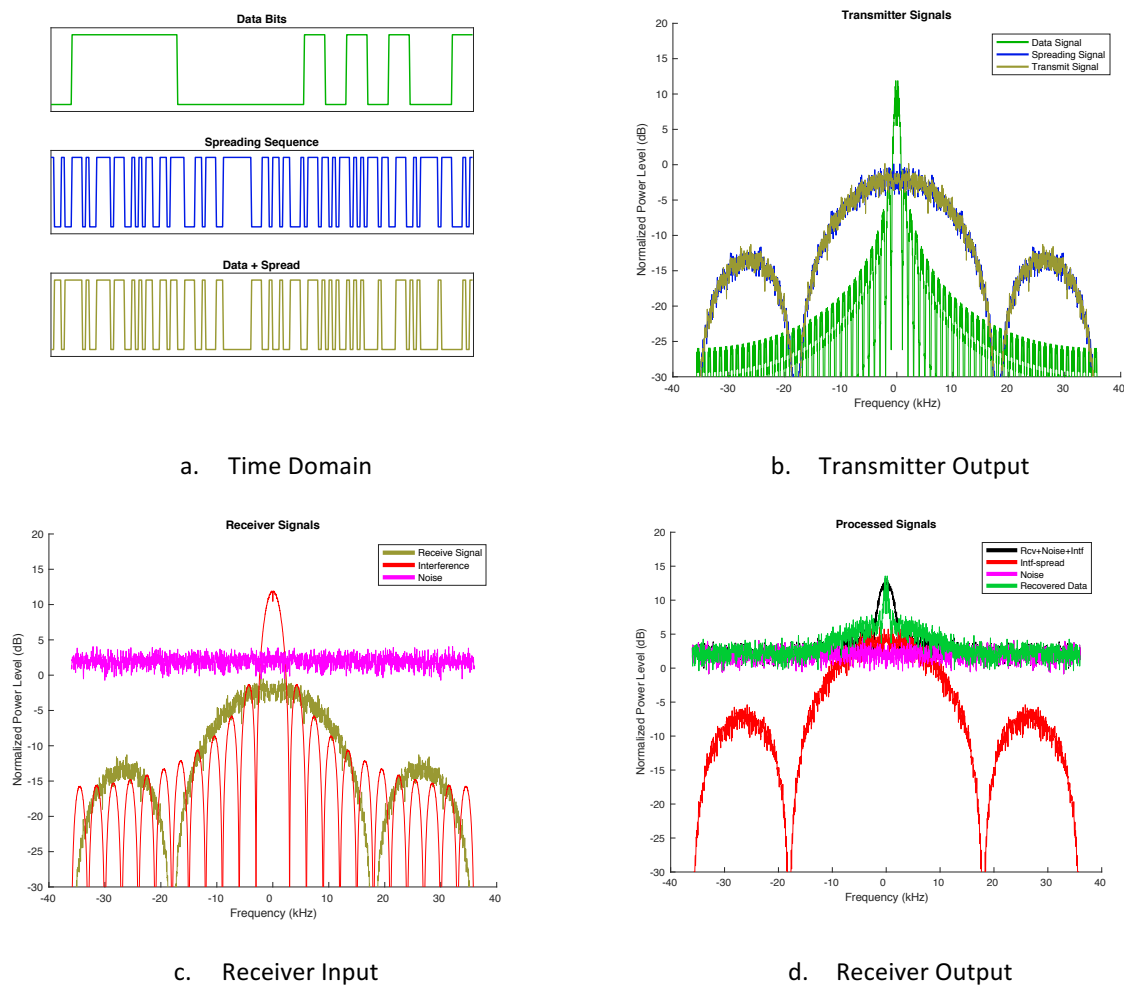 Data Bits
Spreading Sequence
Data + Spread
a. Time Domain
Transmitter Signals
Data Signal
Spreading Signal
Transmit Signal
Normalized Power Level (dB)
20
15
10
5
0
-5
-10
-15
-20
-25
-30
-40 -30 -20 -10 0 10 20 30 40
Frequency (kHz)
b. Transmitter Output
Receiver Signals
Receive Signal
Interference
Noise
Normalized Power Level (dB)
20
15
10
5
0
-5
-10
-15
-20
-25
-30
-40 -30 -20 -10 0 10 20 30 40
Frequency (kHz)
c. Receiver Input
Processed Signals
Rcv+Noise+Intf
Intf-spread
Noise
Recovered Data
Normalized Power Level (dB)
20
15
10
5
0
-5
-10
-15
-20
-25
-30
-40 -30 -20 -10 0 10 20 30 40
Frequency (kHz)
d. Receiver Output